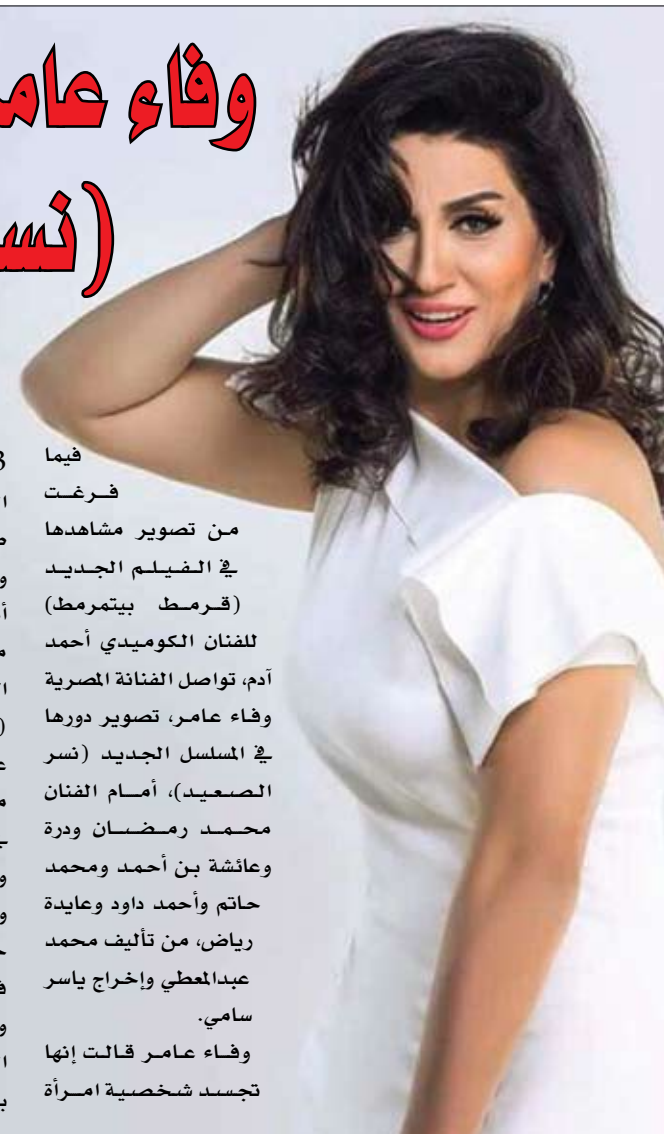 وفاء عامر
(نسر
فيما
فرغت
من تصوير مشاهدها
في الفيلم الجديد
(قرمط بيتمرمط)
للفنان الكوميدي أحمد
آدم، تواصل الفنانة المصرية
وفاء عامر، تصوير دورها
في المسلسل الجديد (نسر
الصعيد)، أمام الفنان
محمد رمضان ودرة
وعائشة بن أحمد ومحمد
حاتم وأحمد داود وعايدة
رياض، من تأليف محمد
عبدالمعطي وإخراج ياسر
سامي.
وفاء عامر قالت إنها
تجسد شخصية امرأة